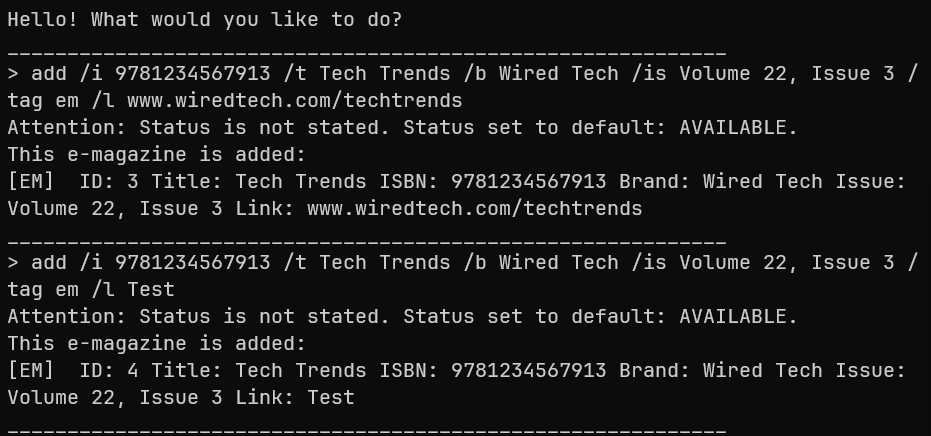 Hello! What would you like to do?
____________________________________________________________
> add /i 9781234567913 /t Tech Trends /b Wired Tech /is Volume 22, Issue 3 /
tag em /l www.wiredtech.com/techtrends
Attention: Status is not stated. Status set to default: AVAILABLE.
This e-magazine is added:
[EM]  ID: 3 Title: Tech Trends ISBN: 9781234567913 Brand: Wired Tech Issue:
Volume 22, Issue 3 Link: www.wiredtech.com/techtrends
____________________________________________________________
> add /i 9781234567913 /t Tech Trends /b Wired Tech /is Volume 22, Issue 3 /
tag em /l Test
Attention: Status is not stated. Status set to default: AVAILABLE.
This e-magazine is added:
[EM]  ID: 4 Title: Tech Trends ISBN: 9781234567913 Brand: Wired Tech Issue:
Volume 22, Issue 3 Link: Test
____________________________________________________________